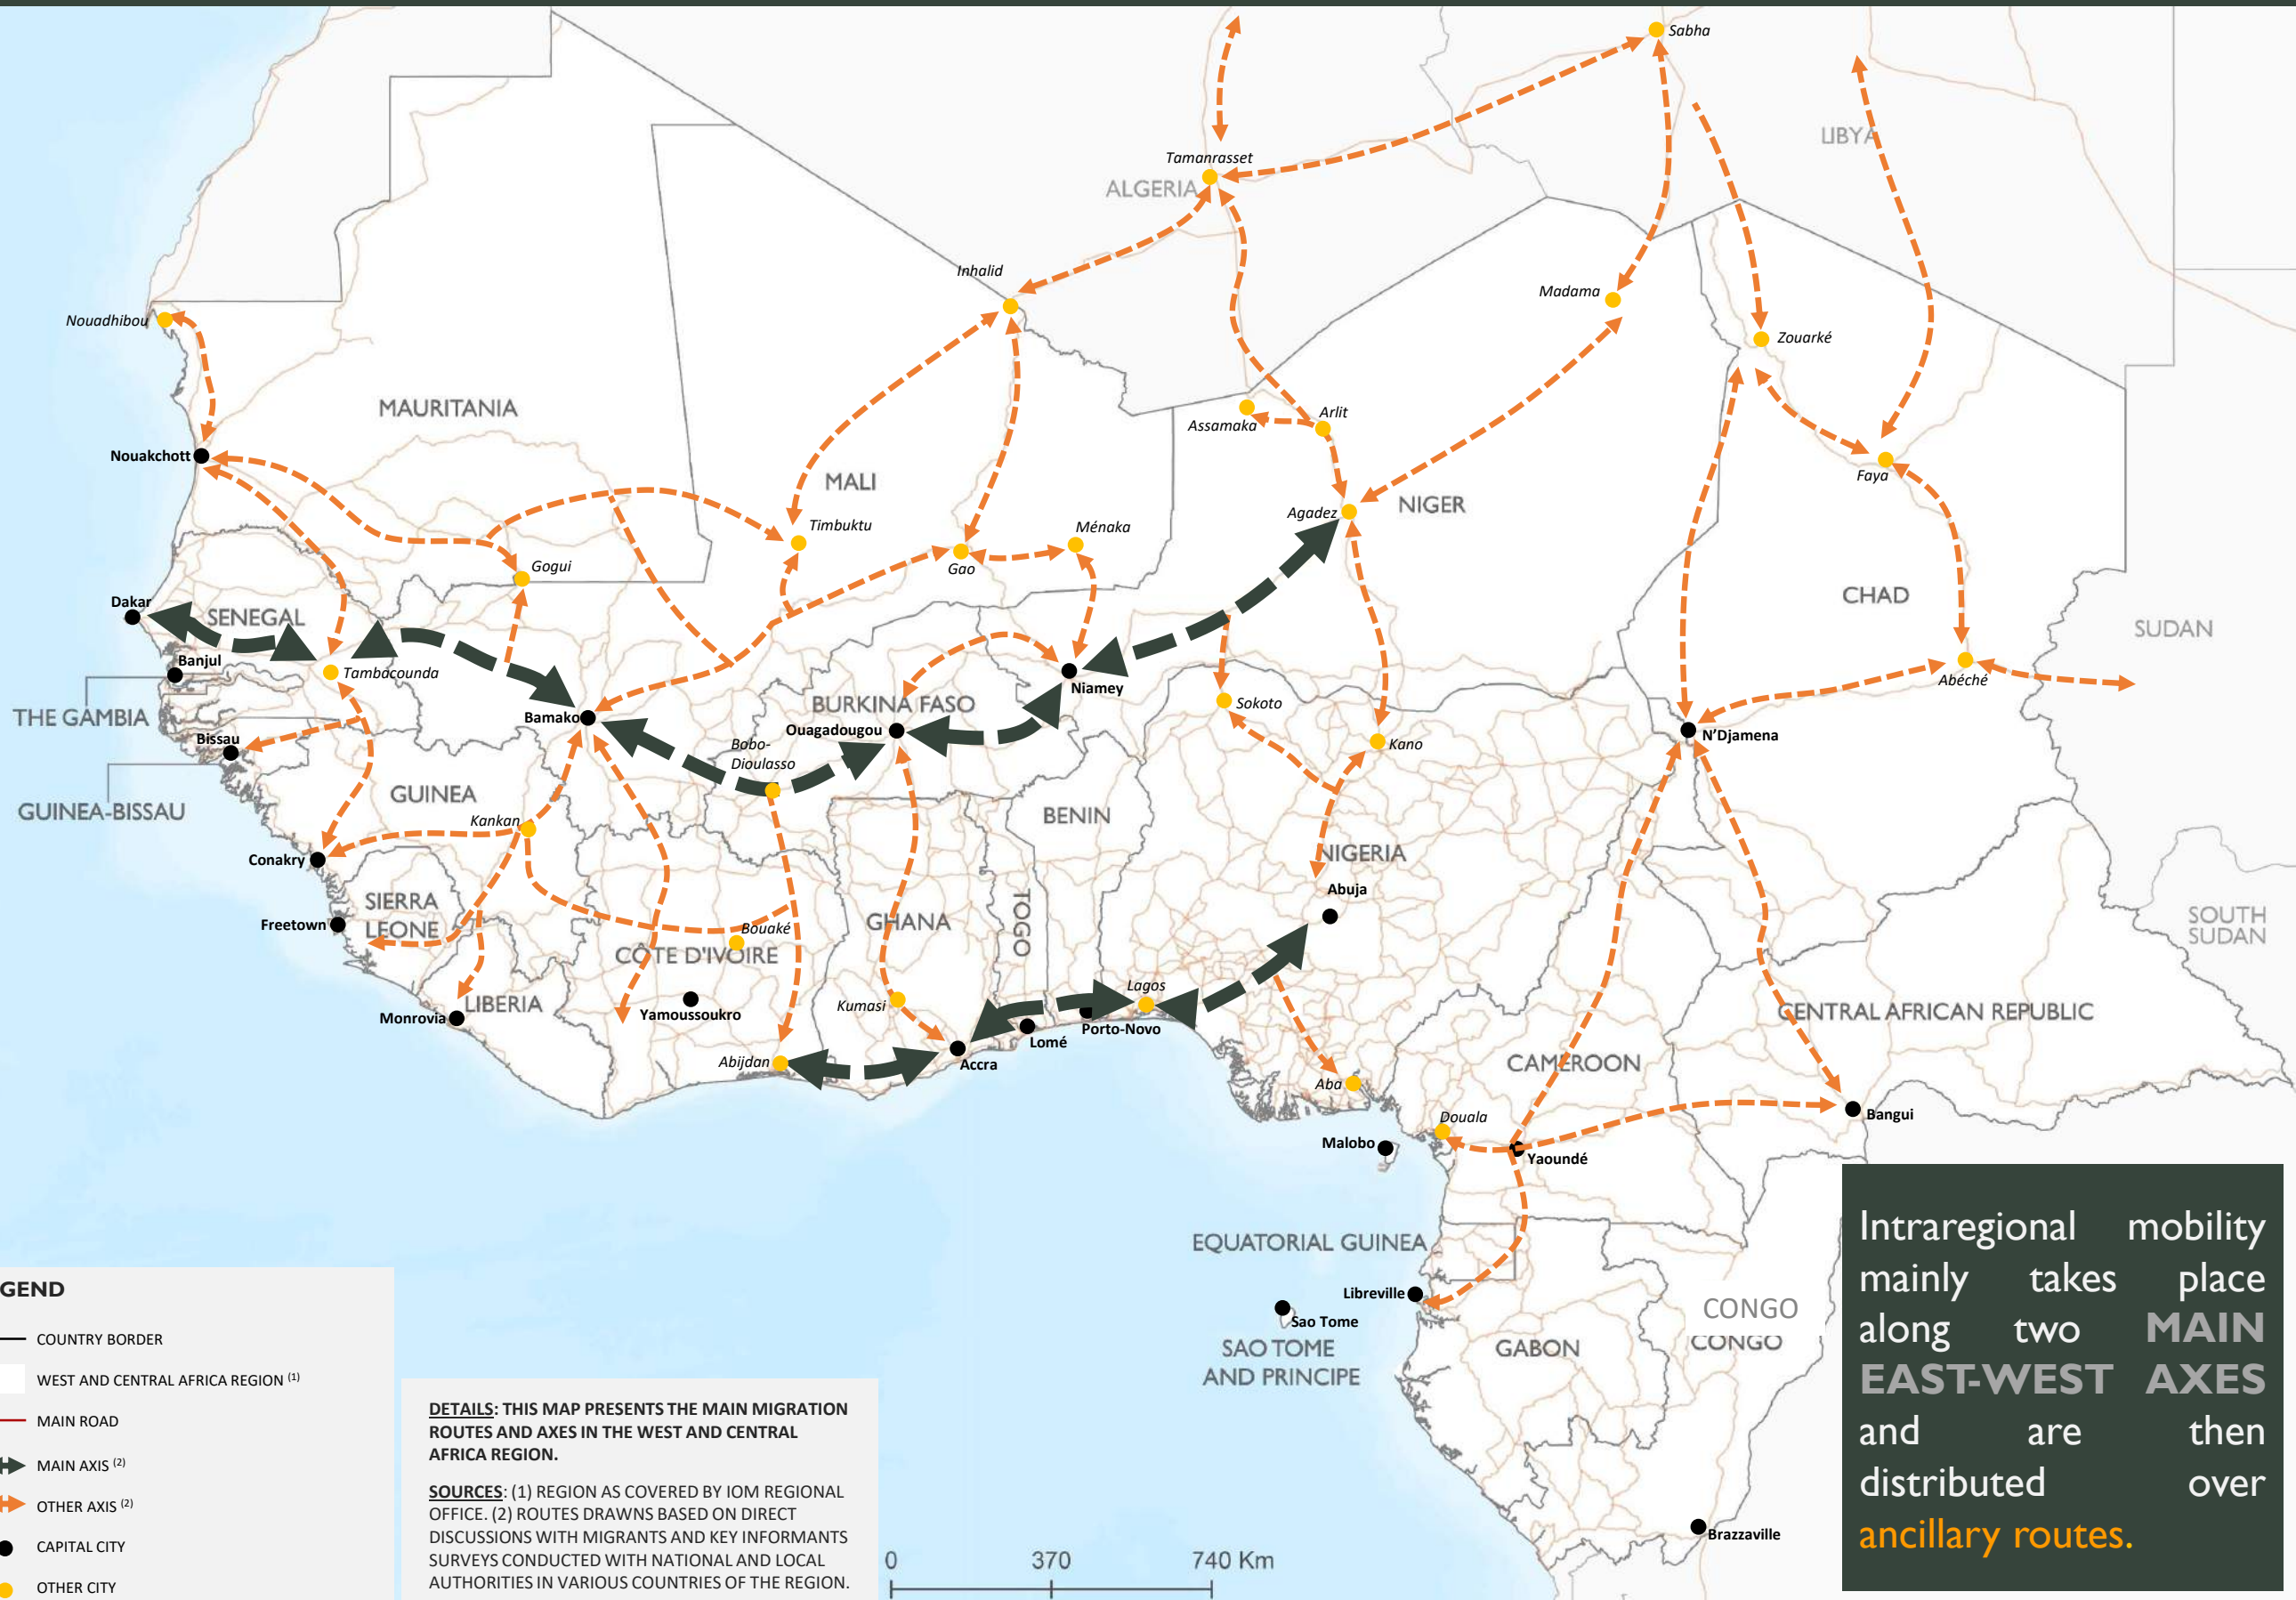 Sabha
LIBYA
Tamanrasset
ALGERIA
Inhalid
Madama
Nouadhibou
Zouarké
MAURITANIA
Arlit
Assamaka
Nouakchott
MALI
Faya
NIGER
Agadez
Timbuktu
Ménaka
Gogui
Gao
CHAD
Dakar
SENEGAL
SUDAN
Banjul
Tambacounda
Abéché
Niamey
THE GAMBIA
BURKINA FASO
Sokoto
Bamako
Ouagadougou
Bissau
N'Djamena
Kano
Bobo-
Dioulasso
GUINEA
GUINEA-BISSAU
BENIN
Kankan
NIGERIA
Conakry
Abuja
SIERRA
LEONE
Freetown
GHANA
TOGO
SOUTH
SUDAN
Bouaké
CÔTE D'IVOIRE
Lagos
LIBERIA
Kumasi
Monrovia
Yamoussoukro
CENTRAL AFRICAN REPUBLIC
Porto-Novo
Lomé
Abijdan
Accra
CAMEROON
Aba
Douala
Bangui
Malobo
Yaoundé
EQUATORIAL GUINEA
Libreville
Sao Tome
CONGO
CONGO
SAO TOME
AND PRINCIPE
GABON
Brazzaville
Intraregional mobility
mainly takes place
along two MAIN
EAST-WEST AXES
and are then
distributed over
ancillary routes.
GEND
COUNTRY BORDER
WEST AND CENTRAL AFRICA REGION (1)
MAIN ROAD
MAIN AXIS (2)
OTHER AXIS (2)
CAPITAL CITY
OTHER CITY
DETAILS: THIS MAP PRESENTS THE MAIN MIGRATION
ROUTES AND AXES IN THE WEST AND CENTRAL
AFRICA REGION.
SOURCES: (1) REGION AS COVERED BY IOM REGIONAL
OFFICE. (2) ROUTES DRAWNS BASED ON DIRECT
DISCUSSIONS WITH MIGRANTS AND KEY INFORMANTS
SURVEYS CONDUCTED WITH NATIONAL AND LOCAL
AUTHORITIES IN VARIOUS COUNTRIES OF THE REGION.
0 370 740 Km